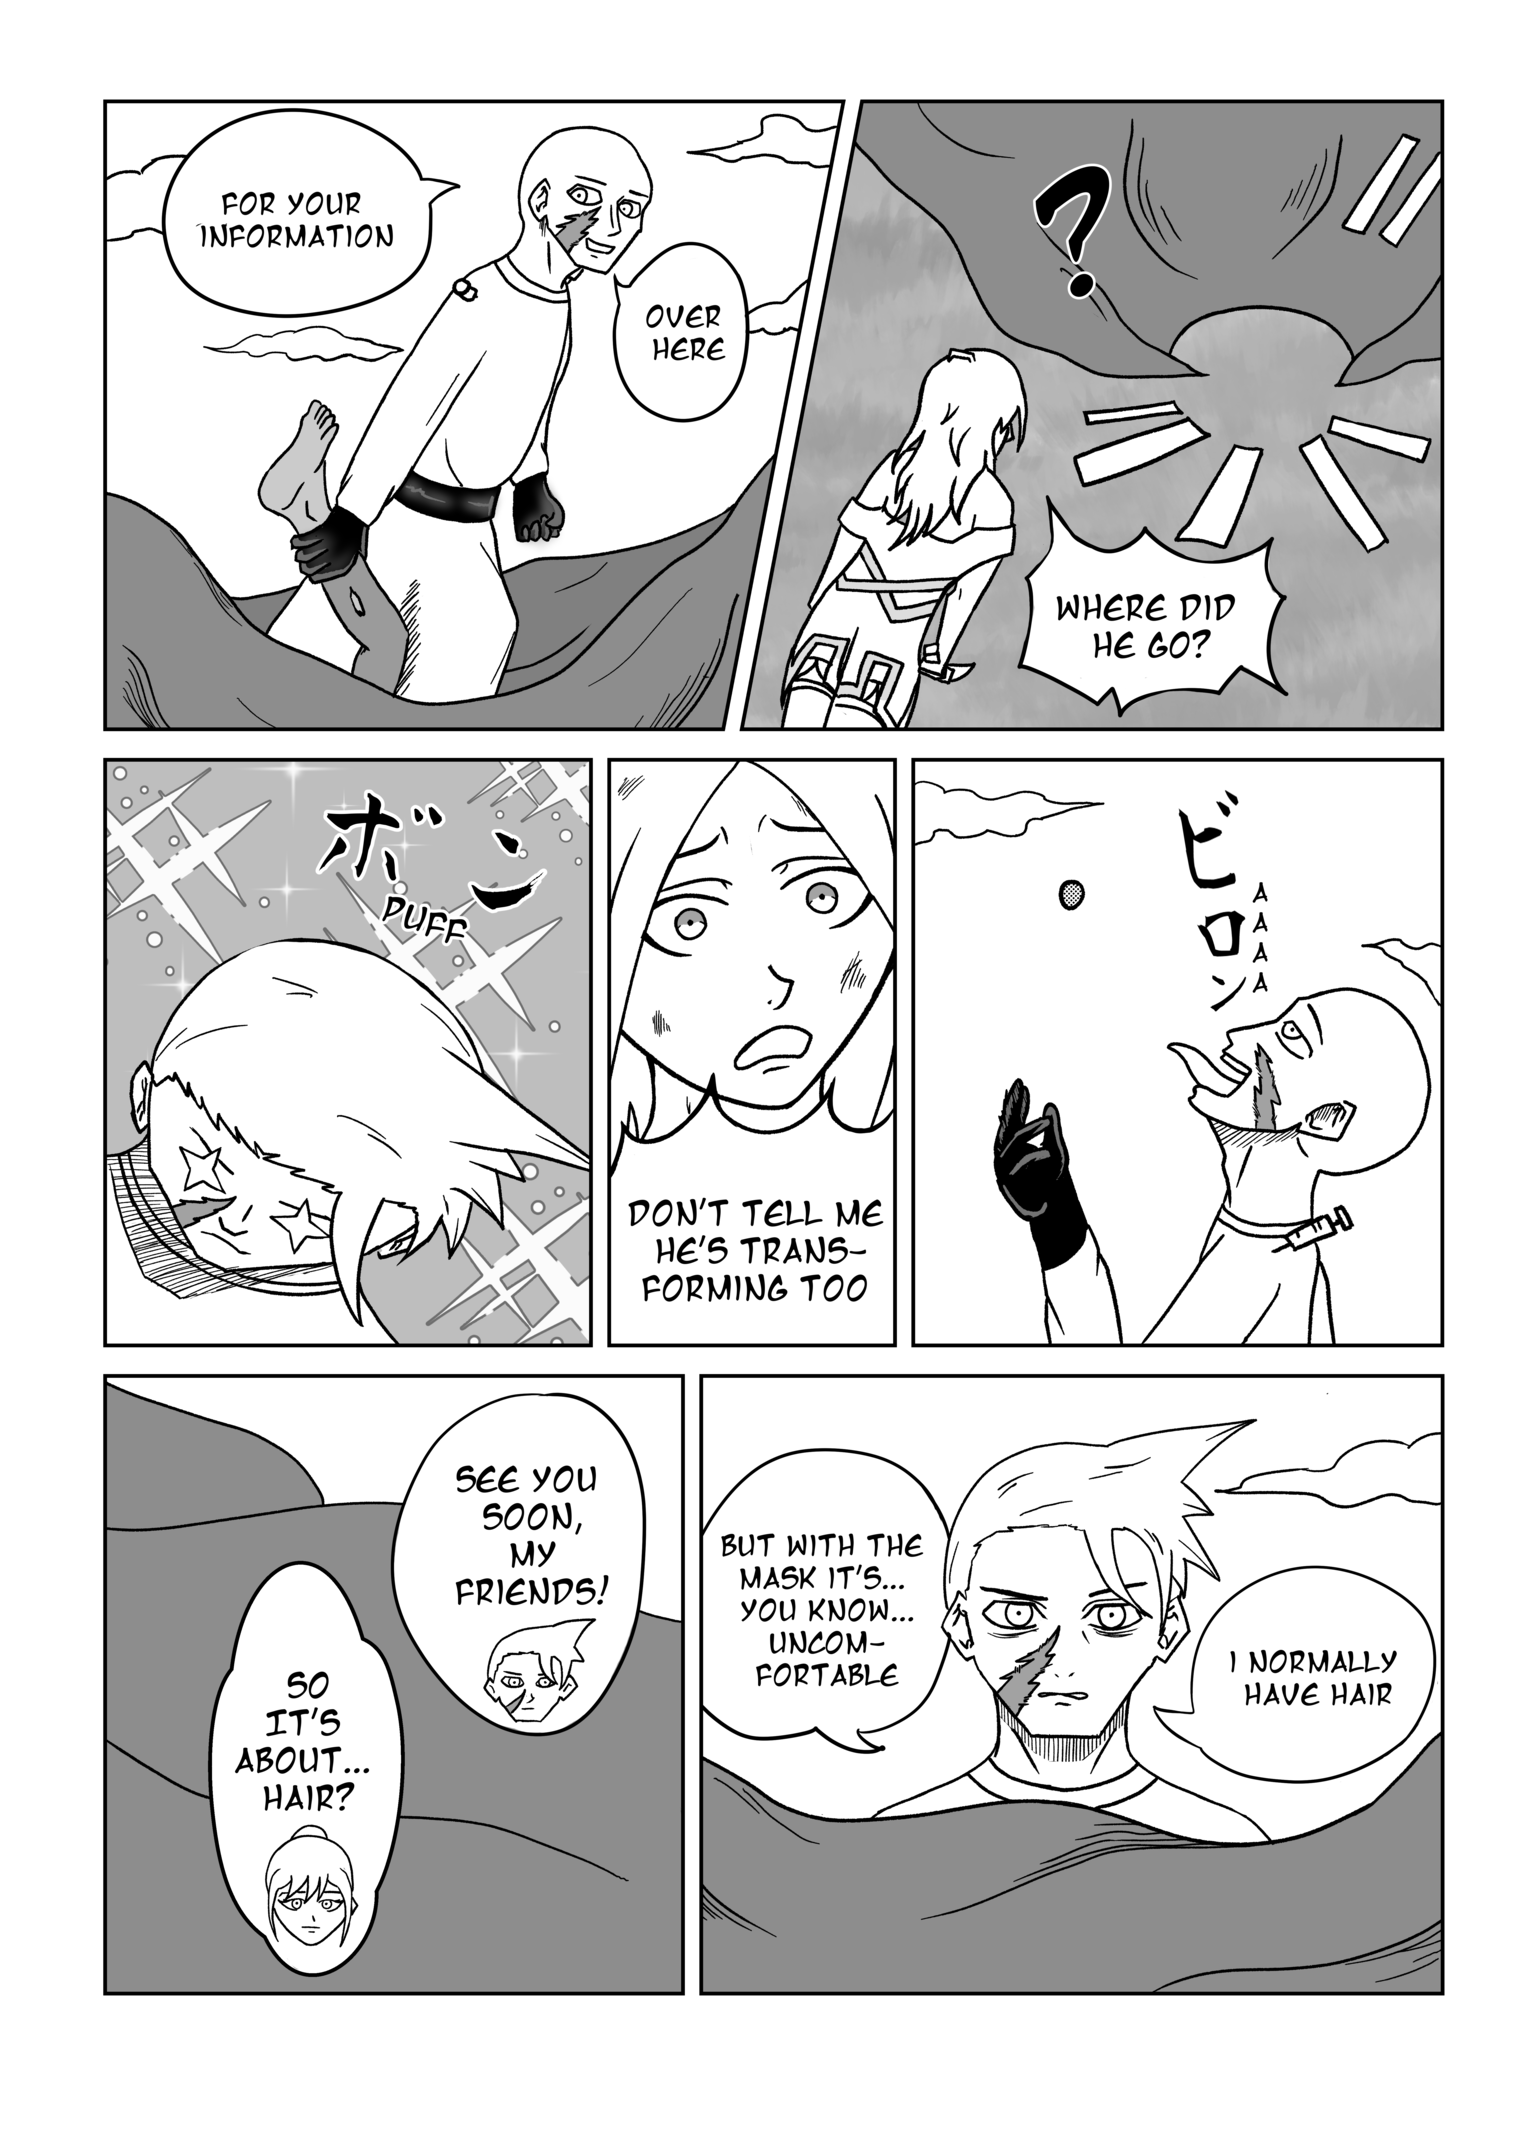 ?
WHERE DID
HE GO?
OVER
HERE
FOR YOUR
INFORMATION
ビロン
AAAA
DON'T TELL ME
HE'S TRANS-
FORMING TOO
ボン
PUFF
I NORMALLY
HAVE HAIR
BUT WITH THE
MASK IT'S...
YOU KNOW...
UNCOM-
FORTABLE
SEE YOU
SOON,
MY
FRIENDS!
SO
IT'S
ABOUT...
HAIR?